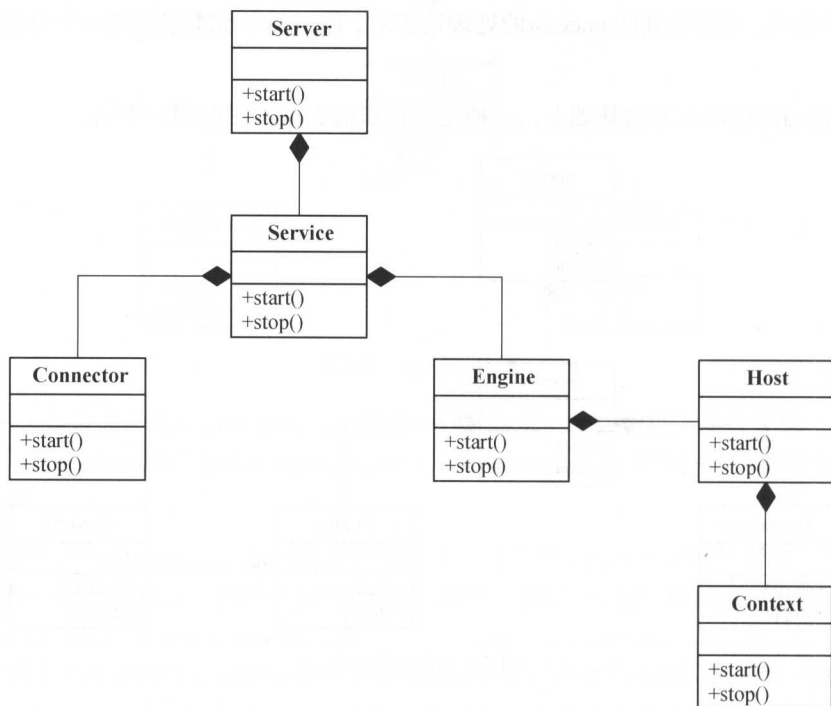 Server
+start()
+stop()
Service
+start()
+stop()
Connector
+start()
+stop()
Engine
+start()
+stop()
Host
+start()
+stop()
Context
+start()
+stop()